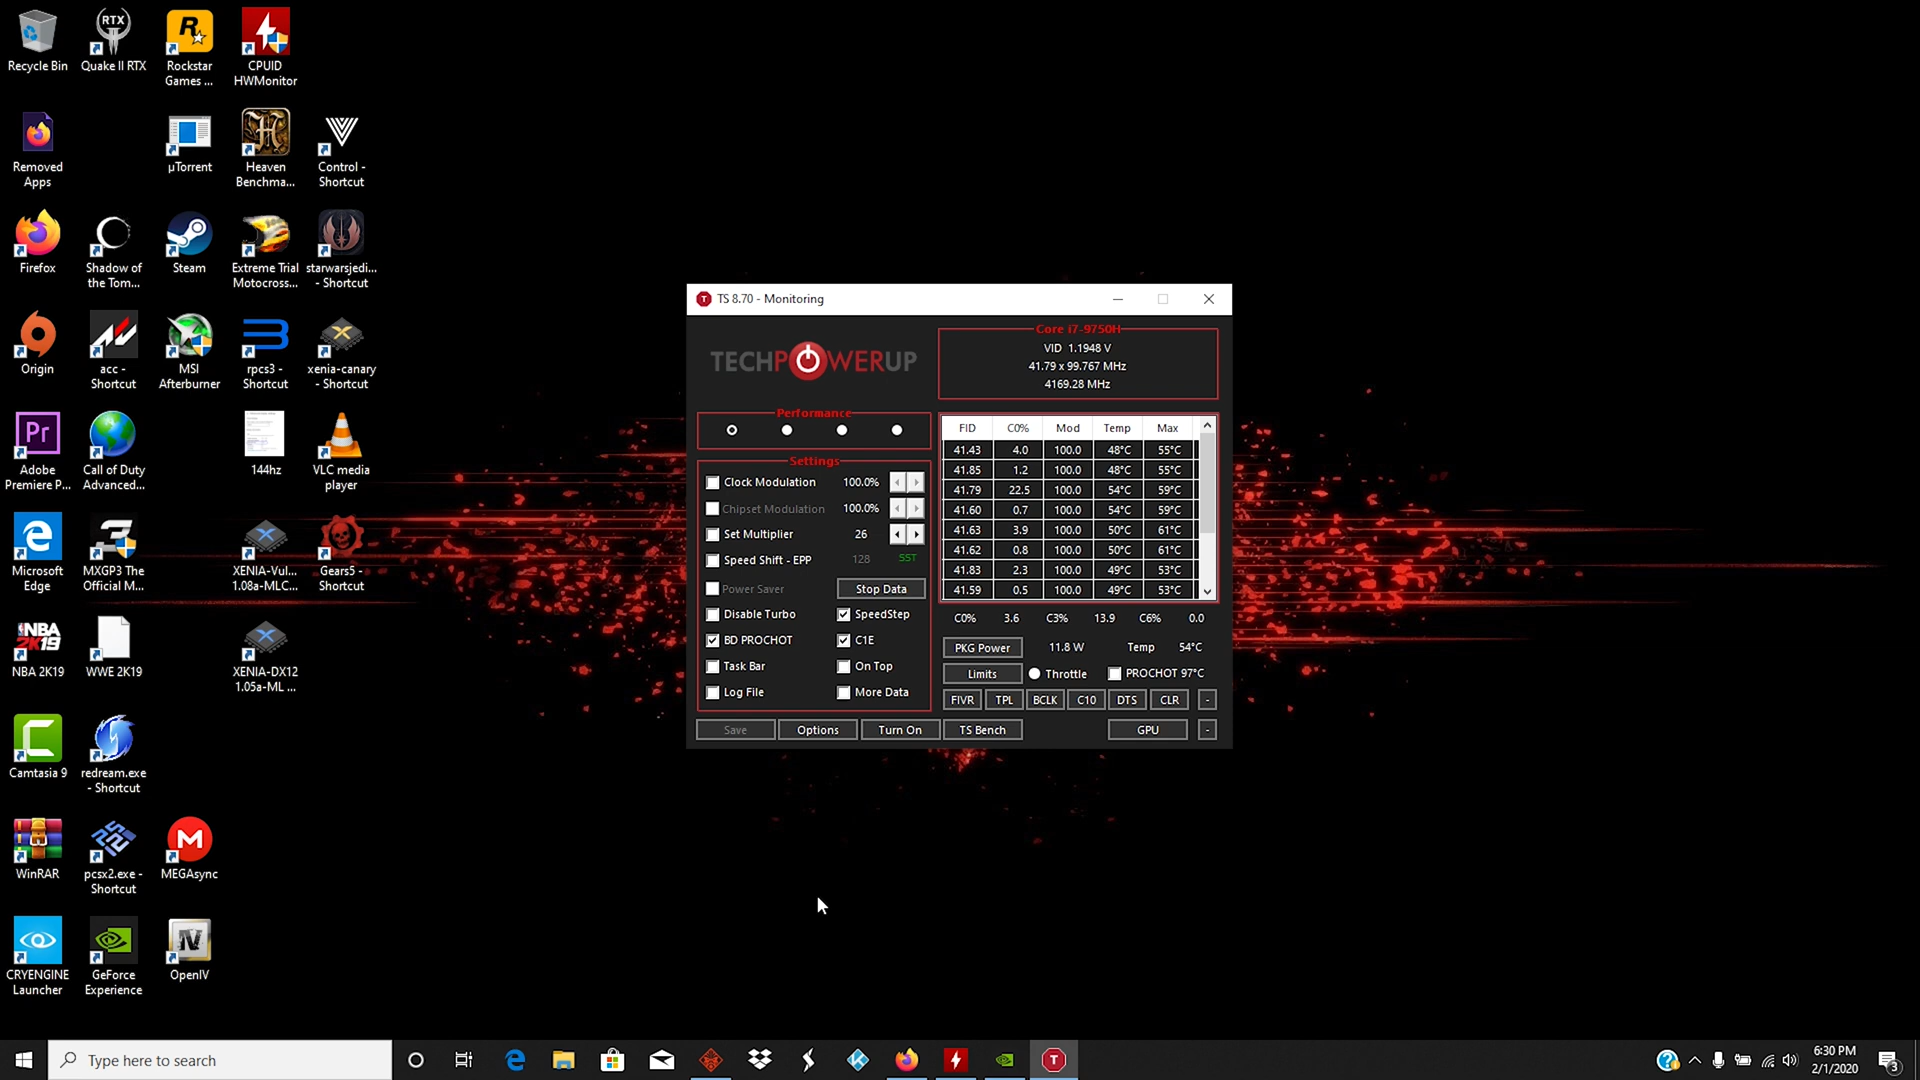 Recycle Bin
Quake II RTX
Rockstar
Games ...
CPUID
HWMonitor
Removed
Apps
µTorrent
Heaven
Benchma...
Control -
Shortcut
Firefox
Shadow of
the Tom...
Steam
Extreme Trial
Motocross...
starwarsjedi...
- Shortcut
Origin
acc -
Shortcut
MSI
Afterburner
rpcs3 -
Shortcut
xenia-canary
- Shortcut
Adobe
Premiere P...
Call of Duty
Advanced...
144hz
VLC media
player
Microsoft
Edge
MXGP3 The
Official M...
XENIA-Vul...
1.08a-MLC...
Gears5 -
Shortcut
NBA 2K19
WWE 2K19
XENIA-DX12
1.05a-ML ...
Camtasia 9
redream.exe
- Shortcut
WinRAR
pcsx2.exe -
Shortcut
MEGAsync
CRYENGINE
Launcher
GeForce
Experience
OpenIV
TS 8.70 - Monitoring
TECHPOWERUP
Core i7-9750H
VID 1.1948 V
41.79 x 99.767 MHz
4169.28 MHz
Performance
Settings
Clock Modulation 100.0%
Chipset Modulation 100.0%
Set Multiplier 26
Speed Shift - EPP 128 SST
Power Saver Stop Data
Disable Turbo SpeedStep
BD PROCHOT C1E
Task Bar On Top
Log File More Data
FID C0% Mod Temp Max
41.43 4.0 100.0 48°C 55°C
41.85 1.2 100.0 48°C 55°C
41.79 22.5 100.0 54°C 59°C
41.60 0.7 100.0 54°C 59°C
41.63 3.9 100.0 50°C 61°C
41.62 0.8 100.0 50°C 61°C
41.83 2.3 100.0 49°C 53°C
41.59 0.5 100.0 49°C 53°C
C0% 3.6 C3% 13.9 C6% 0.0
PKG Power 11.8 W Temp 54°C
Limits Throttle PROCHOT 97°C
FIVR TPL BCLK C10 DTS CLR -
Save Options Turn On TS Bench GPU -
Type here to search
6:30 PM
2/1/2020
3